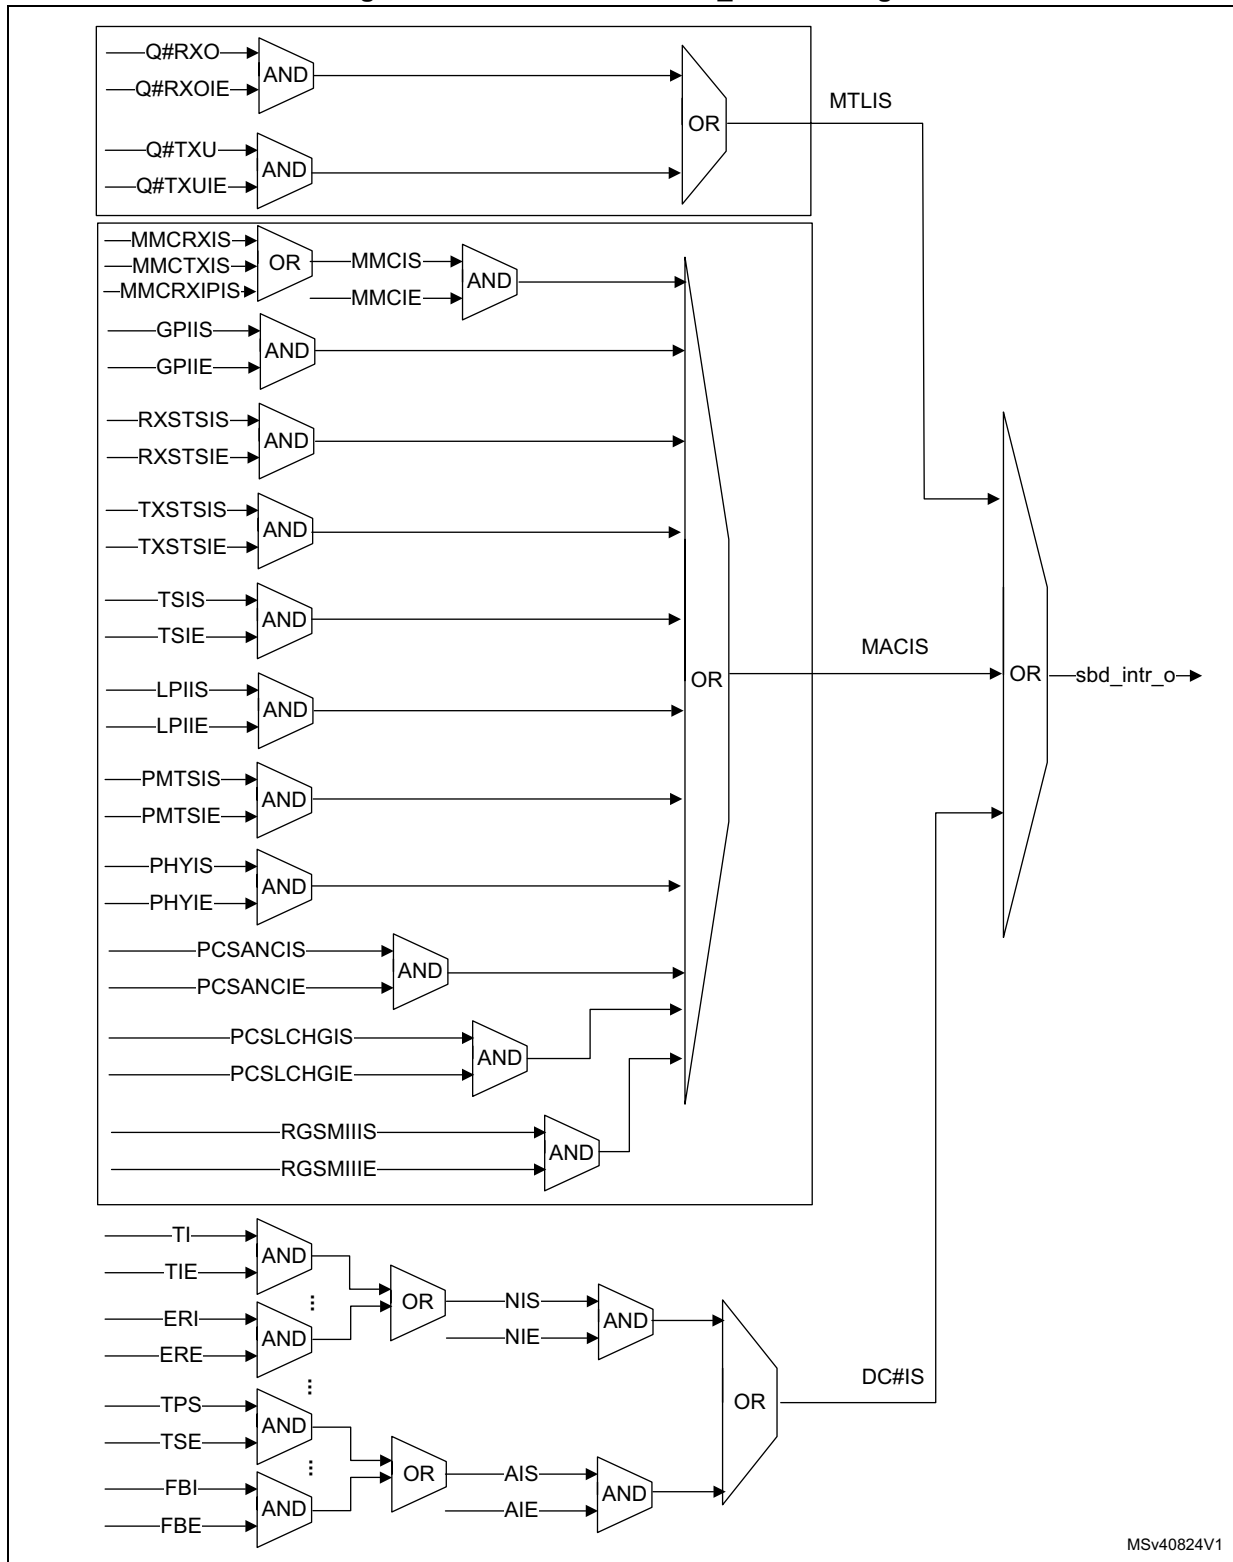 Q#RXO
Q#RXOIE
AND
Q#TXU
Q#TXUIE
AND
OR
MTLIS
MMCRXIS
MMCTXIS
MMCRXIPIS
OR
MMCIS
MMCIE
AND
GPIIS
GPIIE
AND
RXSTSIS
RXSTSIE
AND
TXSTSIS
TXSTSIE
AND
TSIS
TSIE
AND
LPIIS
LPIIE
AND
PMTSIS
PMTSIE
AND
PHYIS
PHYIE
AND
PCSANCIS
PCSANCIE
AND
PCSLCHGIS
PCSLCHGIE
AND
RGSMIIIS
RGSMIIIE
AND
OR
MACIS
OR
sbd_intr_o
TI
TIE
AND
...
ERI
ERE
AND
OR
NIS
NIE
AND
...
TPS
TSE
AND
...
FBI
FBE
AND
OR
AIS
AIE
AND
OR
DC#IS
MSv40824V1